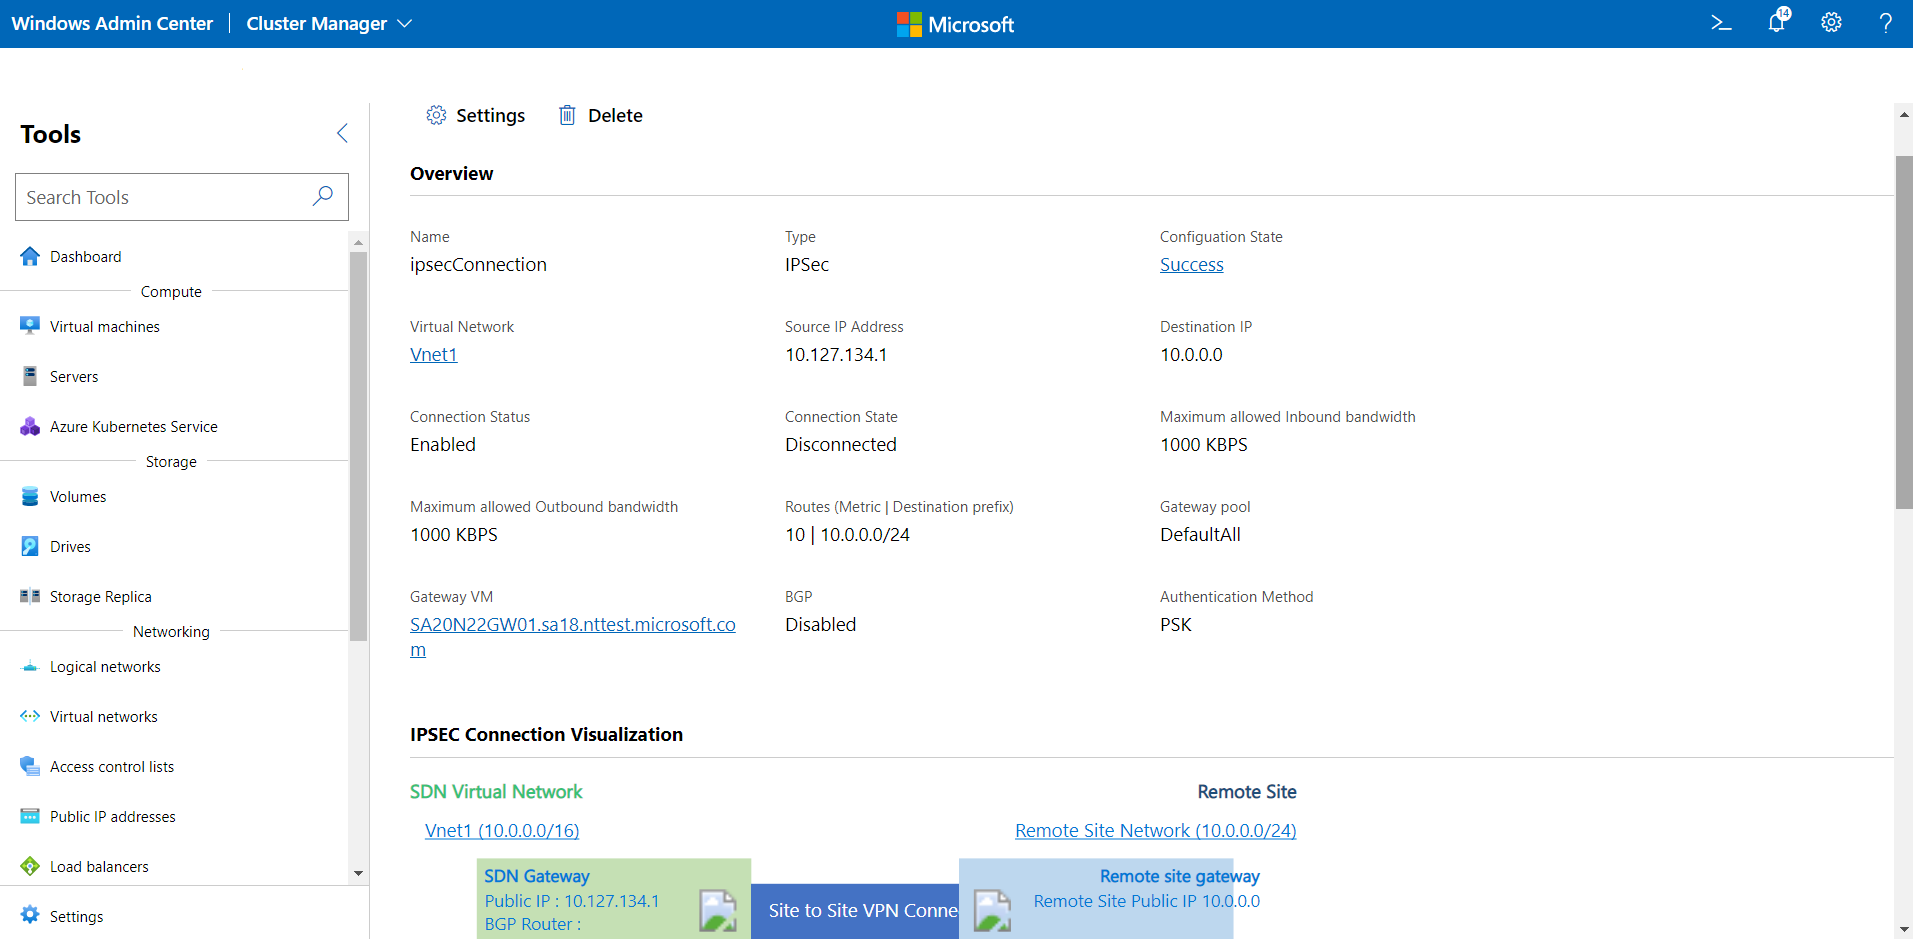 Windows Admin Center | Cluster Manager
Microsoft
14
Tools
Search Tools
Dashboard
Compute
Virtual machines
Servers
Azure Kubernetes Service
Storage
Volumes
Drives
Storage Replica
Networking
Logical networks
Virtual networks
Access control lists
Public IP addresses
Load balancers
Settings
Settings
Delete
Overview
Name
ipsecConnection
Type
IPSec
Configuation State
Success
Virtual Network
Vnet1
Source IP Address
10.127.134.1
Destination IP
10.0.0.0
Connection Status
Enabled
Connection State
Disconnected
Maximum allowed Inbound bandwidth
1000 KBPS
Maximum allowed Outbound bandwidth
1000 KBPS
Routes (Metric | Destination prefix)
10 | 10.0.0.0/24
Gateway pool
DefaultAll
Gateway VM
SA20N22GW01.sa18.nttest.microsoft.co
m
BGP
Disabled
Authentication Method
PSK
IPSEC Connection Visualization
SDN Virtual Network
Remote Site
Vnet1 (10.0.0.0/16)
Remote Site Network (10.0.0.0/24)
SDN Gateway
Public IP : 10.127.134.1
BGP Router :
Site to Site VPN Conne
Remote site gateway
Remote Site Public IP 10.0.0.0